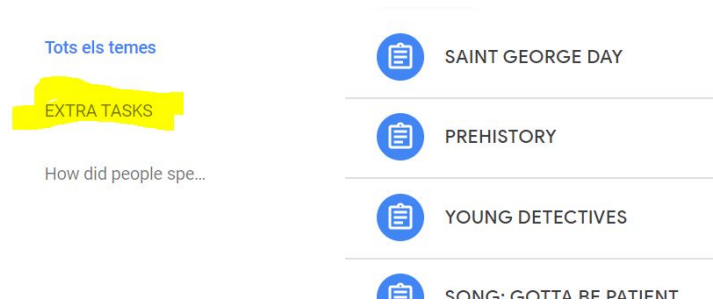 Tots els temes
EXTRA TASKS
How did people spe...
SAINT GEORGE DAY
PREHISTORY
YOUNG DETECTIVES
SONG: GOTTA BE PATIENT